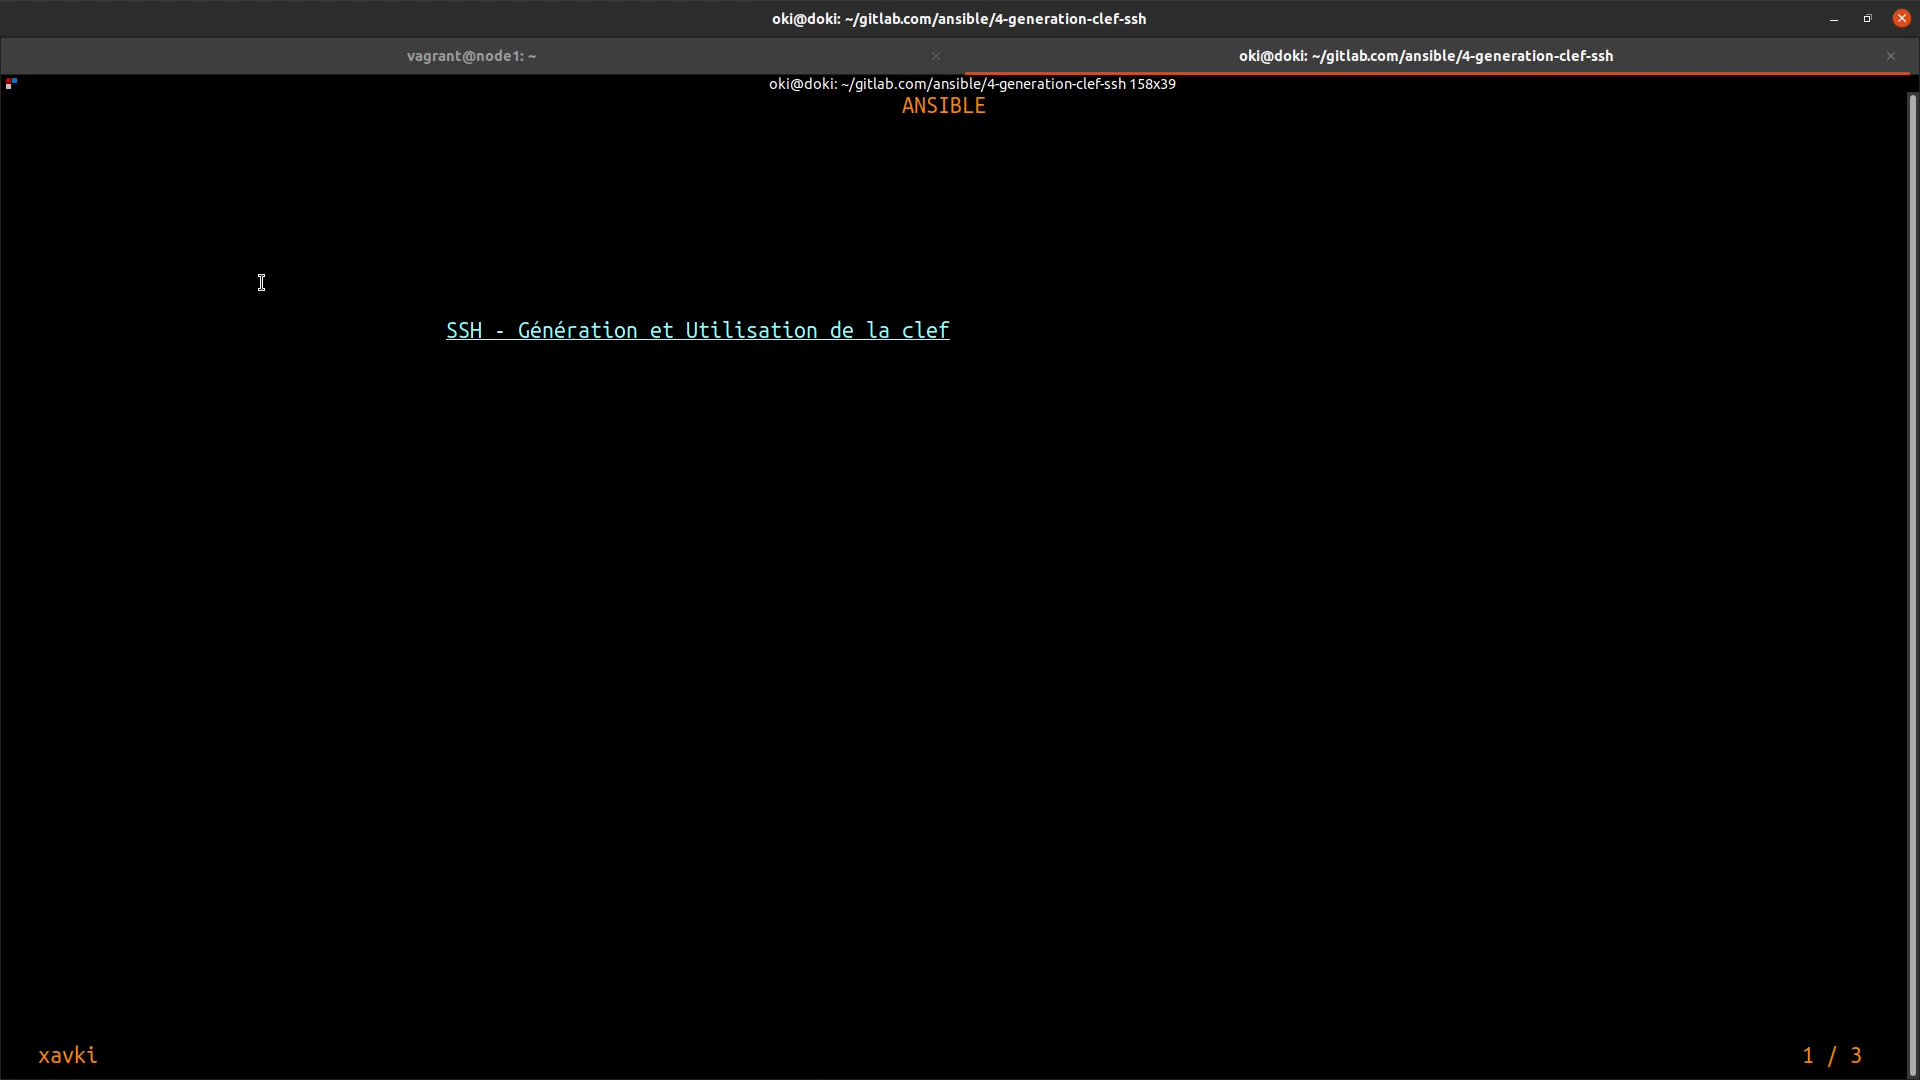 oki@doki: ~/gitlab.com/ansible/4-generation-clef-ssh
vagrant@node1: ~
oki@doki: ~/gitlab.com/ansible/4-generation-clef-ssh
oki@doki: ~/gitlab.com/ansible/4-generation-clef-ssh 158x39
ANSIBLE
SSH - Génération et Utilisation de la clef
xavki
1 / 3